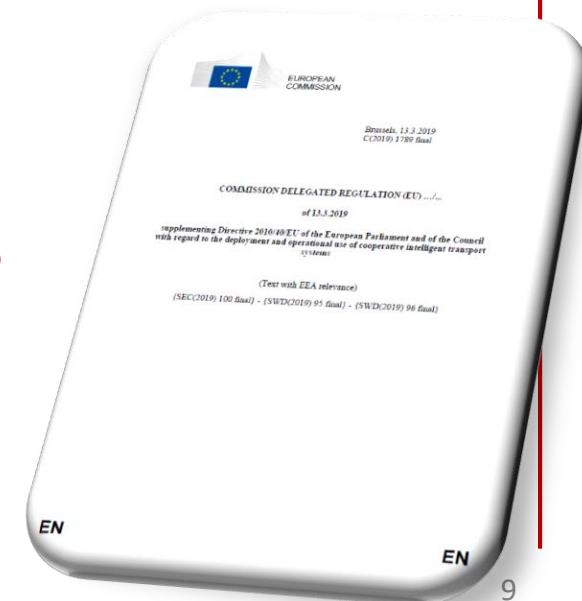 EUROPEAN
COMMISSION
Brussels, 13.3.2019
C(2019) 1789 final
COMMISSION DELEGATED REGULATION (EU) …/...
of 13.3.2019
supplementing Directive 2010/40/EU of the European Parliament and of the Council
with regard to the deployment and operational use of cooperative intelligent transport
systems
(Text with EEA relevance)
{SEC(2019) 100 final} - {SWD(2019) 95 final} - {SWD(2019) 96 final}
EN
EN
9